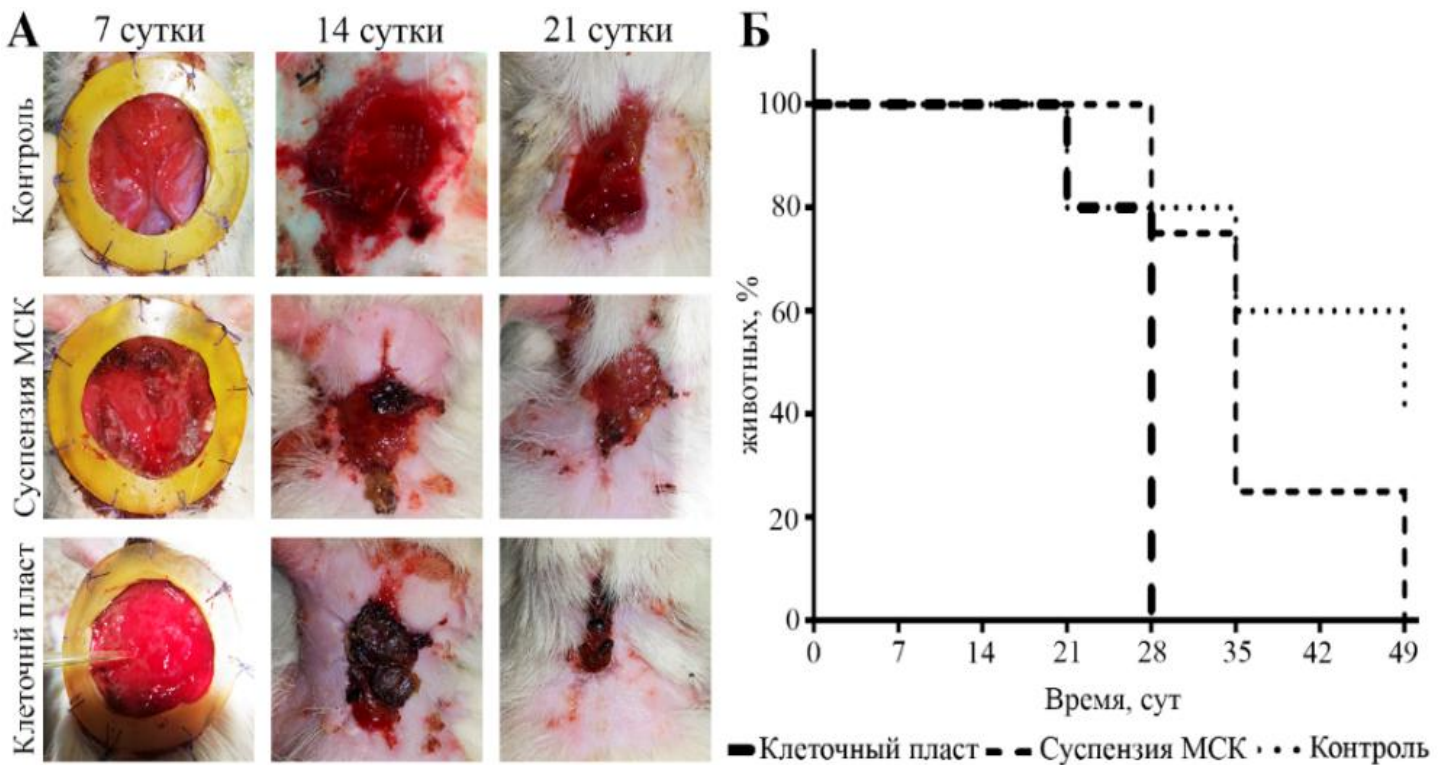 А
7 сутки
14 сутки
21 сутки
Контроль
Суспензия МСК
Клеточнй пласт
Б
животных, %
100
80
60
40
20
0
0 7 14 21 28 35 42 49
Время, сут
Клеточный пласт Суспензия МСК Контроль